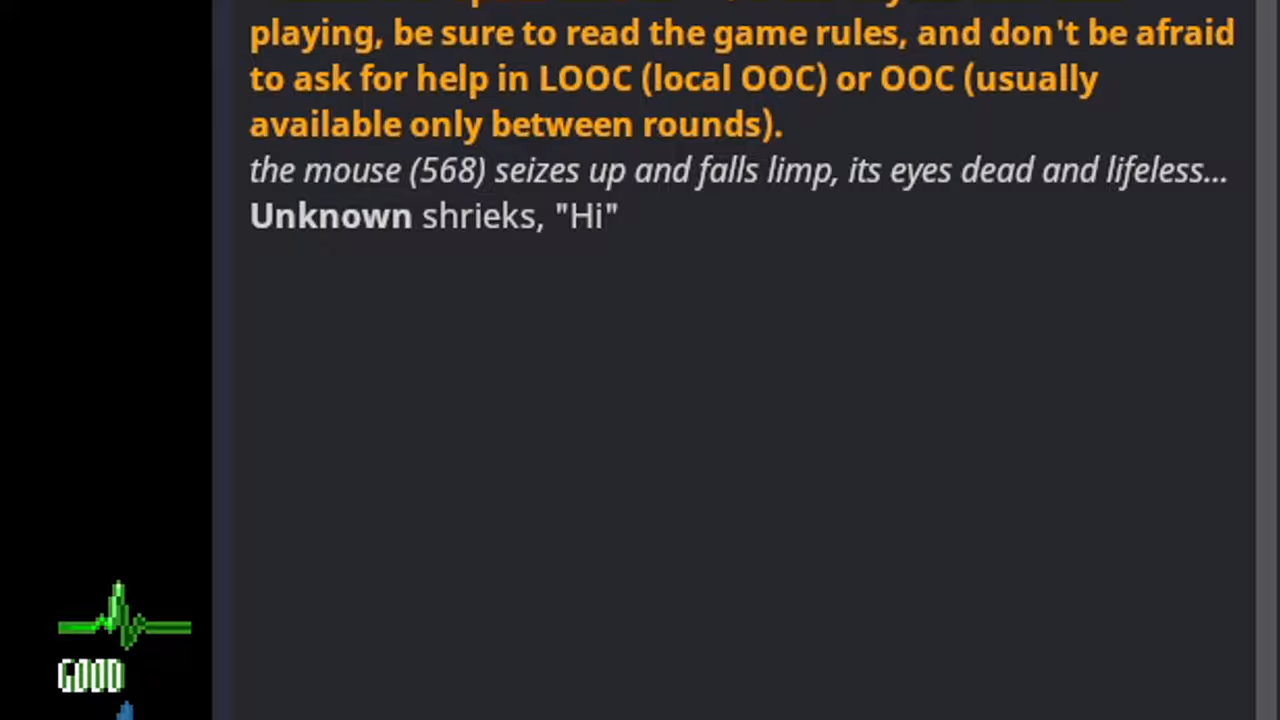 playing, be sure to read the game rules, and don't be afraid
to ask for help in LOOC (local OOC) or OOC (usually
available only between rounds).
the mouse (568) seizes up and falls limp, its eyes dead and lifeless...
Unknown shrieks, "Hi"
GOOD